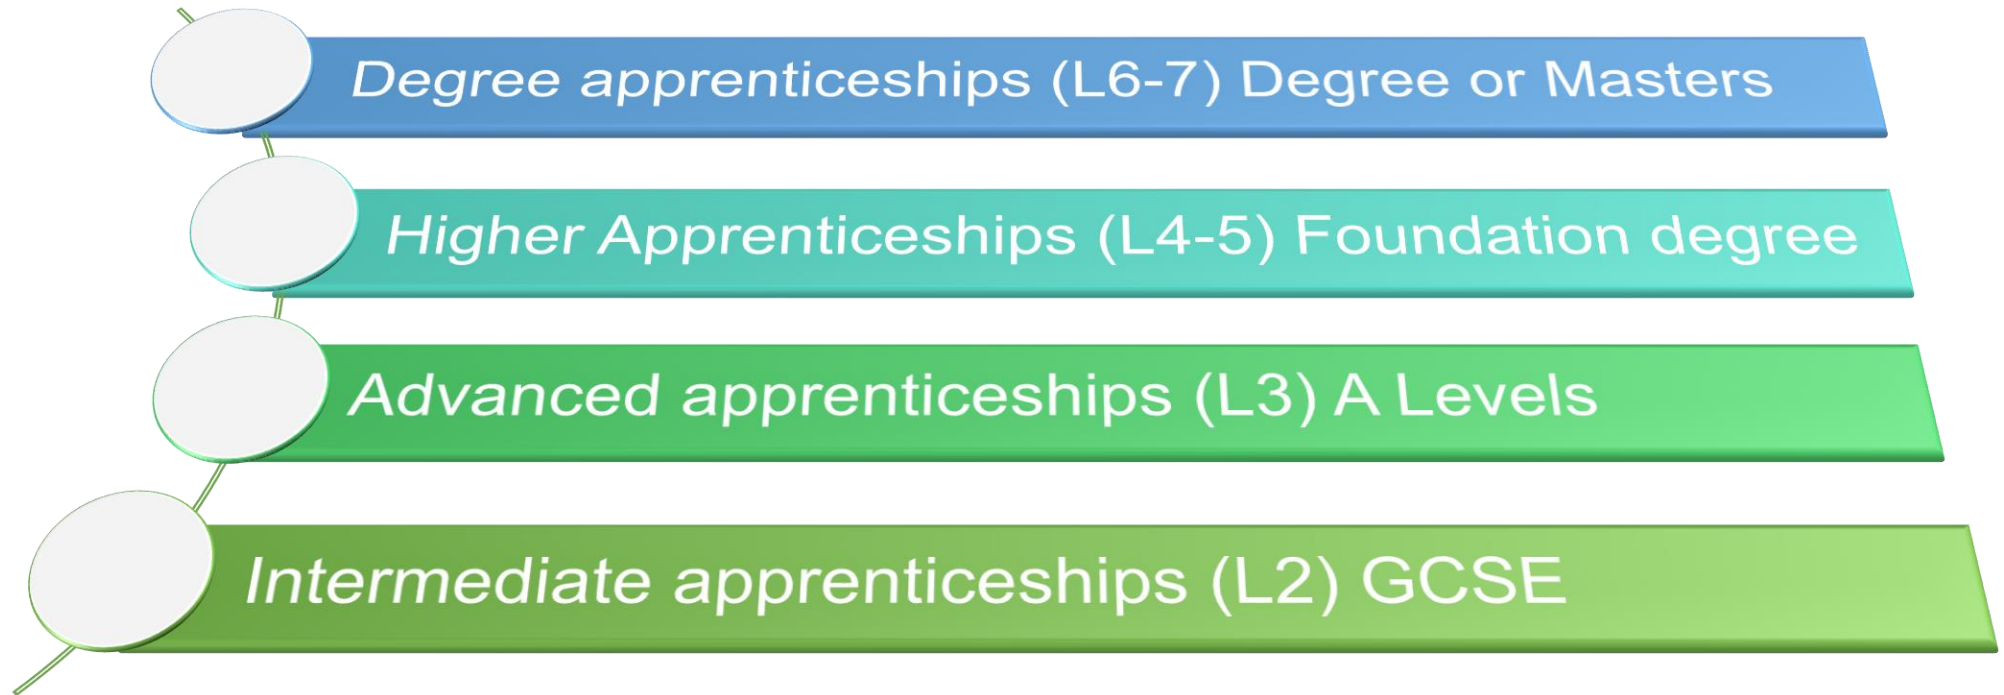 Degree apprenticeships (L6-7) Degree or Masters
Higher Apprenticeships (L4-5) Foundation degree
Advanced apprenticeships (L3) A Levels
Intermediate apprenticeships (L2) GCSE